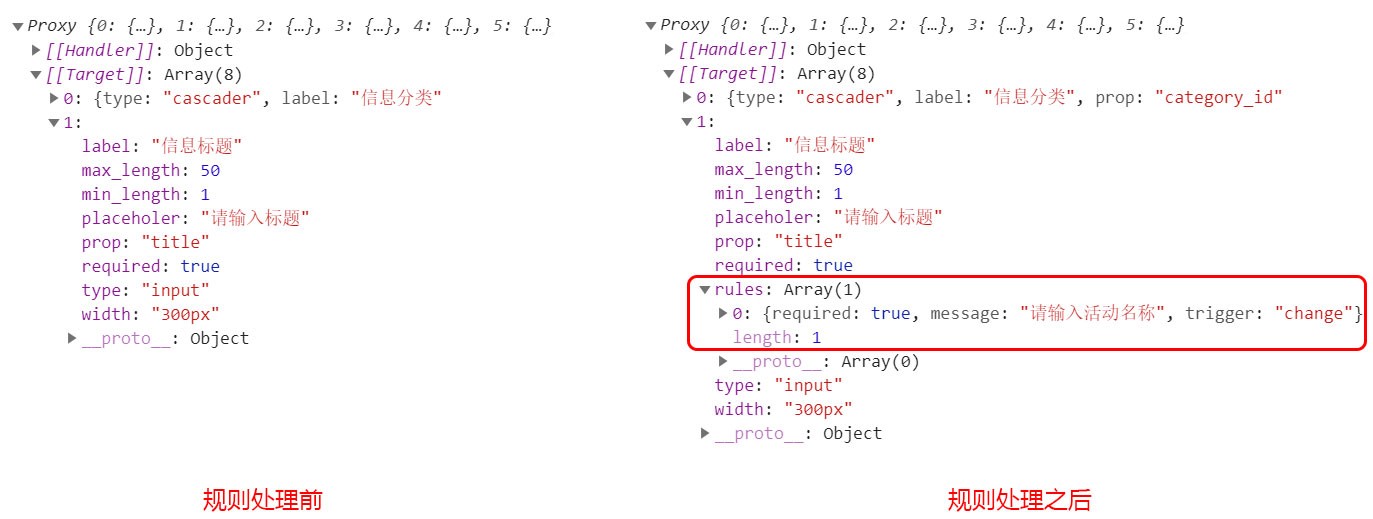 Proxy {0: {…}, 1: {…}, 2: {…}, 3: {…}, 4: {…}, 5: {…}
[[Handler]]: Object
[[Target]]: Array(8)
0: {type: "cascader", label: "信息分类"
1:
label: "信息标题"
max_length: 50
min_length: 1
placeholer: "请输入标题"
prop: "title"
required: true
type: "input"
width: "300px"
__proto__: Object
规则处理前
Proxy {0: {…}, 1: {…}, 2: {…}, 3: {…}, 4: {…}, 5: {…}
[[Handler]]: Object
[[Target]]: Array(8)
0: {type: "cascader", label: "信息分类", prop: "category_id"
1:
label: "信息标题"
max_length: 50
min_length: 1
placeholer: "请输入标题"
prop: "title"
required: true
rules: Array(1)
0: {required: true, message: "请输入活动名称", trigger: "change"}
length: 1
__proto__: Array(0)
type: "input"
width: "300px"
__proto__: Object
规则处理之后